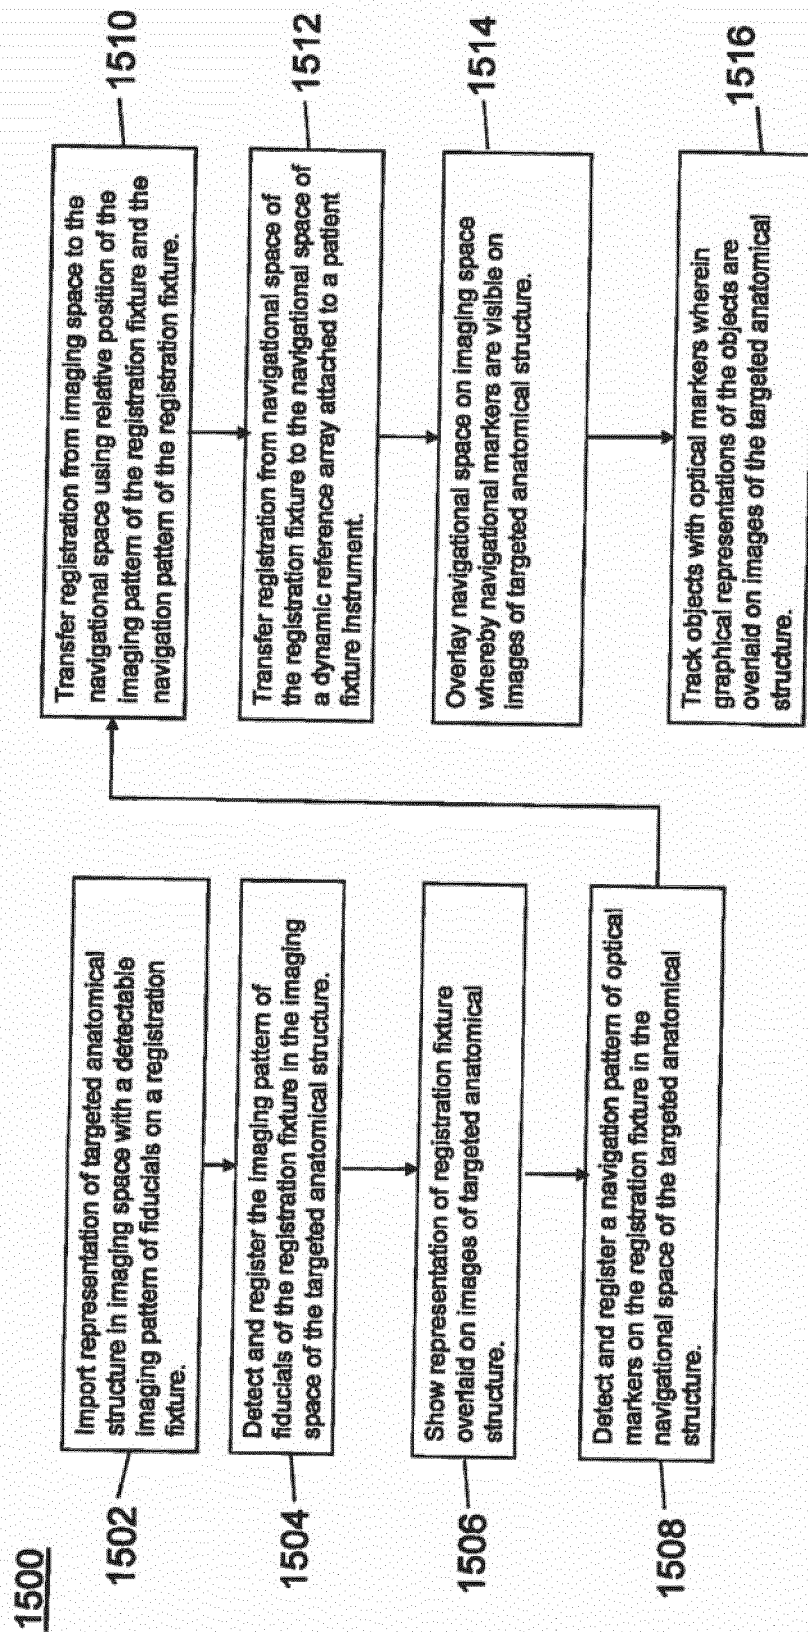 1500
1502
Import representation of targeted anatomical
structure in imaging space with a detectable
imaging pattern of fiducials on a registration
fixture.
1504
Detect and register the imaging pattern of
fiducials of the registration fixture in the imaging
space of the targeted anatomical structure.
1506
Show representation of registration fixture
overlaid on images of targeted anatomical
structure.
1508
Detect and register a navigation pattern of optical
markers on the registration fixture in the
navigational space of the targeted anatomical
structure.
1510
Transfer registration from imaging space to the
navigational space using relative position of the
imaging pattern of the registration fixture and the
navigation pattern of the registration fixture.
1512
Transfer registration from navigational space of
the registration fixture to the navigational space of
a dynamic reference array attached to a patient
fixture instrument.
1514
Overlay navigational space on imaging space
whereby navigational markers are visible on
images of targeted anatomical structure.
1516
Track objects with optical markers wherein
graphical representations of the objects are
overlaid on images of the targeted anatomical
structure.